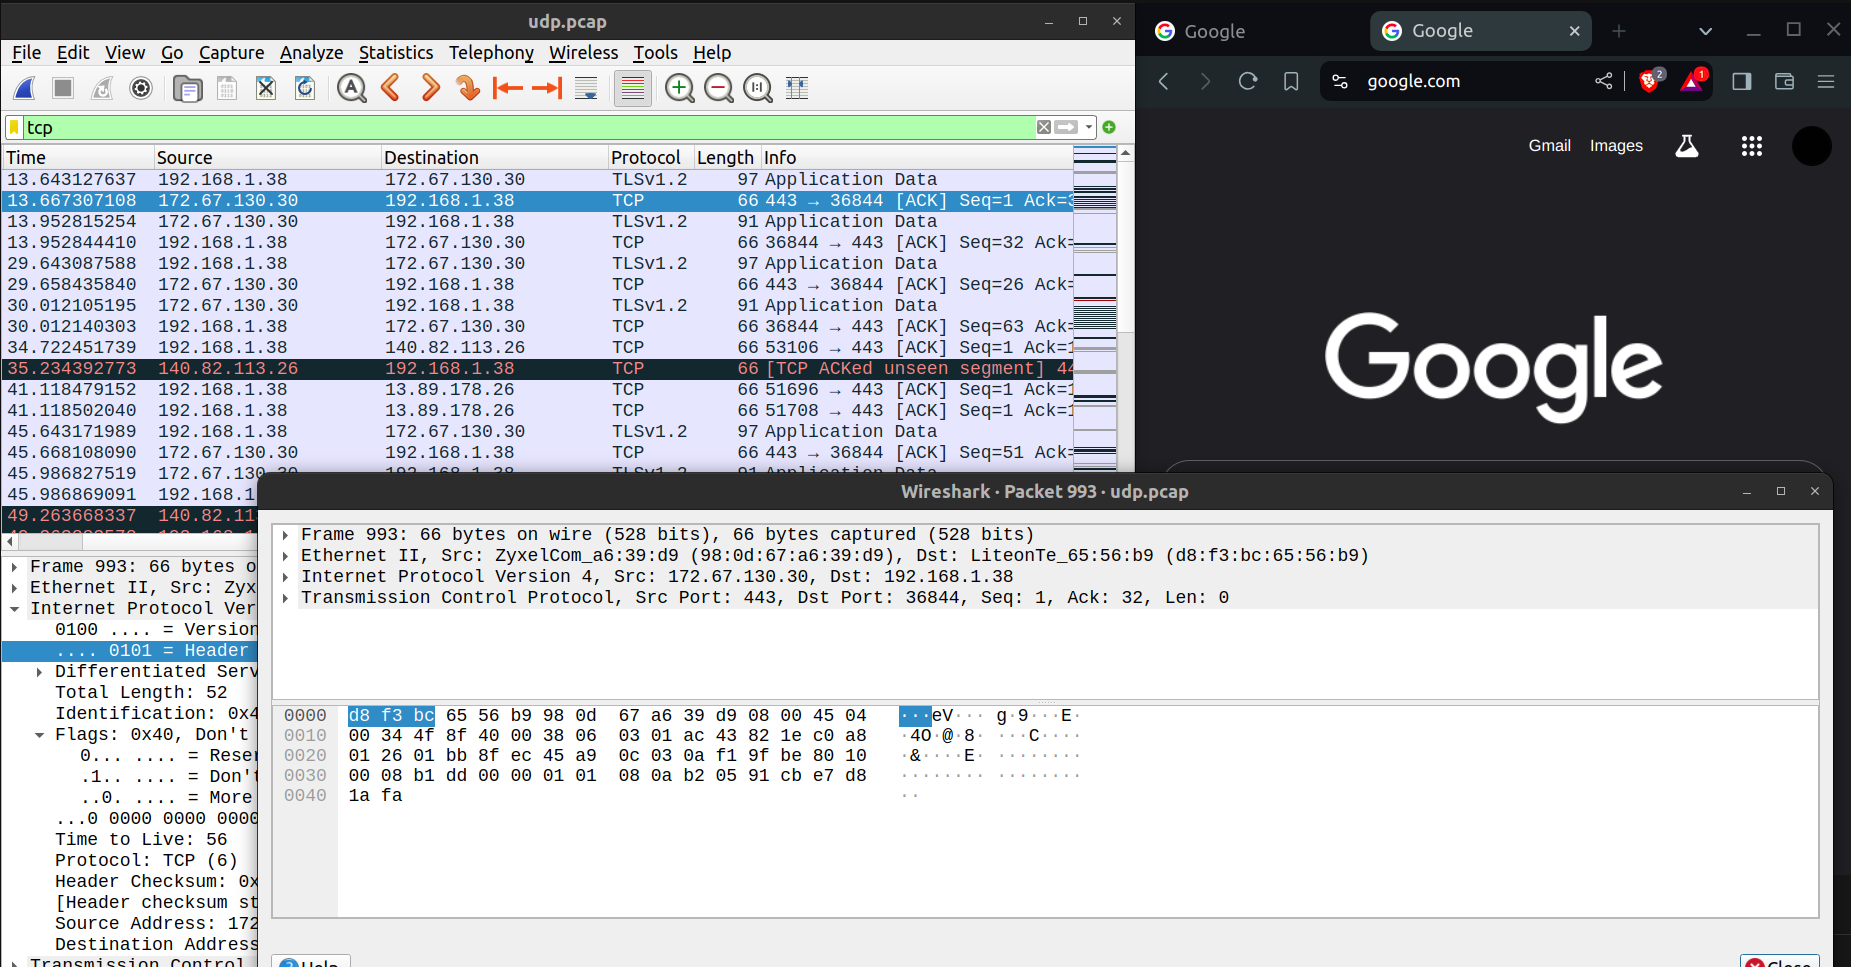 udp.pcap
File Edit View Go Capture Analyze Statistics Telephony Wireless Tools Help
tcp
Time Source Destination Protocol Length Info
13.643127637 192.168.1.38 172.67.130.30 TLSv1.2 97 Application Data
13.667307108 172.67.130.30 192.168.1.38 TCP 66 443 → 36844 [ACK] Seq=1 Ack=3
13.952815254 172.67.130.30 192.168.1.38 TLSv1.2 91 Application Data
13.952844410 192.168.1.38 172.67.130.30 TCP 66 36844 → 443 [ACK] Seq=32 Ack=
29.643087588 192.168.1.38 172.67.130.30 TLSv1.2 97 Application Data
29.658435840 172.67.130.30 192.168.1.38 TCP 66 443 → 36844 [ACK] Seq=26 Ack=
30.012105195 172.67.130.30 192.168.1.38 TLSv1.2 91 Application Data
30.012140303 192.168.1.38 172.67.130.30 TCP 66 36844 → 443 [ACK] Seq=63 Ack=
34.722451739 192.168.1.38 140.82.113.26 TCP 66 53106 → 443 [ACK] Seq=1 Ack=1
35.234392773 140.82.113.26 192.168.1.38 TCP 66 [TCP ACKed unseen segment] 44
41.118479152 192.168.1.38 13.89.178.26 TCP 66 51696 → 443 [ACK] Seq=1 Ack=1
41.118502040 192.168.1.38 13.89.178.26 TCP 66 51708 → 443 [ACK] Seq=1 Ack=1
45.643171989 192.168.1.38 172.67.130.30 TLSv1.2 97 Application Data
45.668108090 172.67.130.30 192.168.1.38 TCP 66 443 → 36844 [ACK] Seq=51 Ack=
45.986827519 172.67.130.30 192.168.1.38 TLSv1.2 91 Application Data
45.986869091 192.168.1
49.263668337 140.82.11
Frame 993: 66 bytes o
Ethernet II, Src: Zyx
Internet Protocol Ver
0100 .... = Version
.... 0101 = Header
Differentiated Serv
Total Length: 52
Identification: 0x4
Flags: 0x40, Don't
0... .... = Reser
.1.. .... = Don't
..0. .... = More
...0 0000 0000 0000
Time to Live: 56
Protocol: TCP (6)
Header Checksum: 0x
[Header checksum st
Source Address: 172
Destination Address
Transmission Control
Google
Google
google.com
2
1
Gmail Images
Google
Wireshark · Packet 993 · udp.pcap
Frame 993: 66 bytes on wire (528 bits), 66 bytes captured (528 bits)
Ethernet II, Src: ZyxelCom_a6:39:d9 (98:0d:67:a6:39:d9), Dst: LiteonTe_65:56:b9 (d8:f3:bc:65:56:b9)
Internet Protocol Version 4, Src: 172.67.130.30, Dst: 192.168.1.38
Transmission Control Protocol, Src Port: 443, Dst Port: 36844, Seq: 1, Ack: 32, Len: 0
0000 d8 f3 bc 65 56 b9 98 0d 67 a6 39 d9 08 00 45 04 ···eV··· g·9···E·
0010 00 34 4f 8f 40 00 38 06 03 01 ac 43 82 1e c0 a8 ·4O·@·8· ···C····
0020 01 26 01 bb 8f ec 45 a9 0c 03 0a f1 9f be 80 10 ·&····E· ········
0030 00 08 b1 dd 00 00 01 01 08 0a b2 05 91 cb e7 d8 ········ ········
0040 1a fa ··
Help
Close